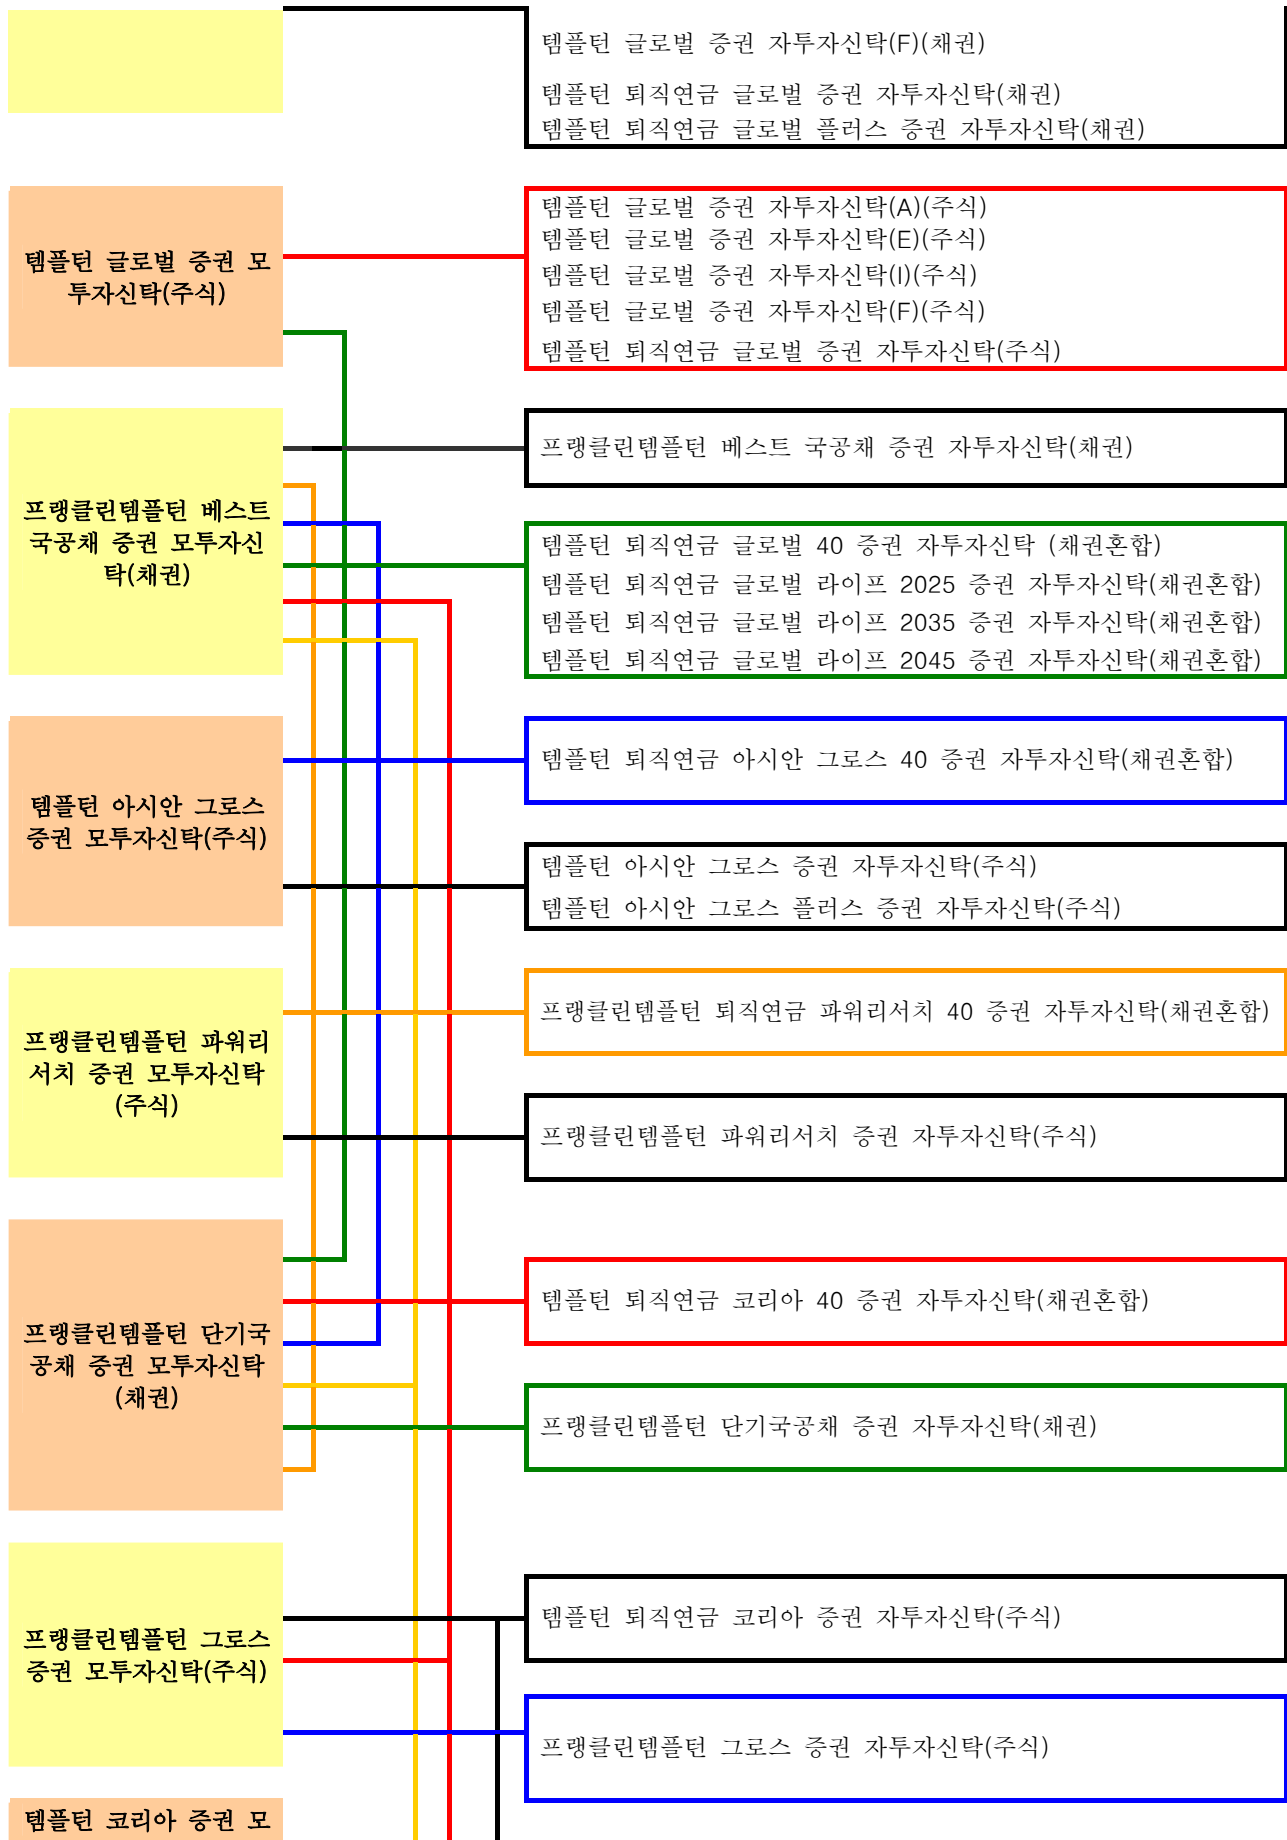 템플턴 글로벌 증권 자투자신탁(F)(채권)
템플턴 퇴직연금 글로벌 증권 자투자신탁(채권)
템플턴 퇴직연금 글로벌 플러스 증권 자투자신탁(채권)
템플턴 글로벌 증권 모
투자신탁(주식)
템플턴 글로벌 증권 자투자신탁(A)(주식)
템플턴 글로벌 증권 자투자신탁(E)(주식)
템플턴 글로벌 증권 자투자신탁(I)(주식)
템플턴 글로벌 증권 자투자신탁(F)(주식)
템플턴 퇴직연금 글로벌 증권 자투자신탁(주식)
프랭클린템플턴 베스트
국공채 증권 모투자신
탁(채권)
프랭클린템플턴 베스트 국공채 증권 자투자신탁(채권)
템플턴 퇴직연금 글로벌 40 증권 자투자신탁 (채권혼합)
템플턴 퇴직연금 글로벌 라이프 2025 증권 자투자신탁(채권혼합)
템플턴 퇴직연금 글로벌 라이프 2035 증권 자투자신탁(채권혼합)
템플턴 퇴직연금 글로벌 라이프 2045 증권 자투자신탁(채권혼합)
템플턴 아시안 그로스
증권 모투자신탁(주식)
템플턴 퇴직연금 아시안 그로스 40 증권 자투자신탁(채권혼합)
템플턴 아시안 그로스 증권 자투자신탁(주식)
템플턴 아시안 그로스 플러스 증권 자투자신탁(주식)
프랭클린템플턴 파워리
서치 증권 모투자신탁
(주식)
프랭클린템플턴 퇴직연금 파워리서치 40 증권 자투자신탁(채권혼합)
프랭클린템플턴 파워리서치 증권 자투자신탁(주식)
프랭클린템플턴 단기국
공채 증권 모투자신탁
(채권)
템플턴 퇴직연금 코리아 40 증권 자투자신탁(채권혼합)
프랭클린템플턴 단기국공채 증권 자투자신탁(채권)
프랭클린템플턴 그로스
증권 모투자신탁(주식)
템플턴 퇴직연금 코리아 증권 자투자신탁(주식)
프랭클린템플턴 그로스 증권 자투자신탁(주식)
템플턴 코리아 증권 모